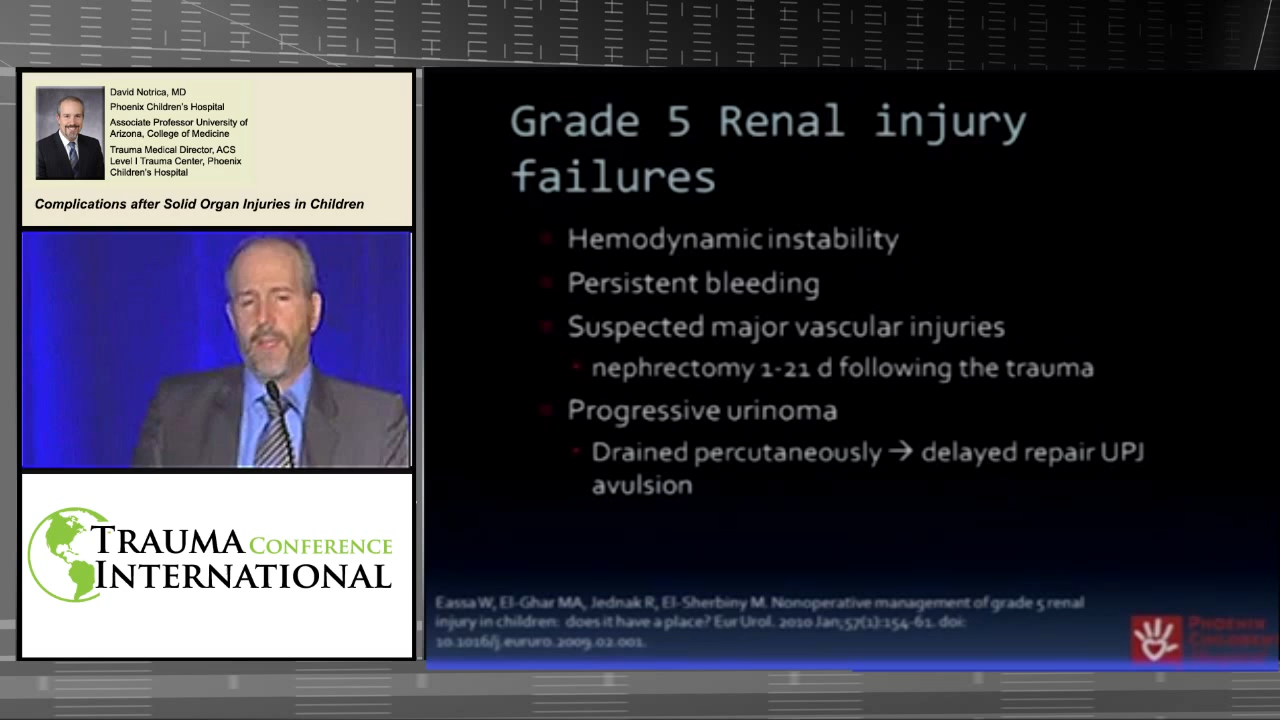 David Notrica, MD
Phoenix Children's Hospital
Associate Professor University of
Arizona, College of Medicine
Trauma Medical Director, ACS
Level I Trauma Center, Phoenix
Children's Hospital
Complications after Solid Organ Injuries in Children
TRAUMA CONFERENCE
INTERNATIONAL
Grade 5 Renal injury
failures
Hemodynamic instability
Persistent bleeding
Suspected major vascular injuries
nephrectomy 1-21 d following the trauma
Progressive urinoma
Drained percutaneously → delayed repair UPJ
avulsion
Eassa W, El-Ghar MA, Jednak R, El-Sherbiny M. Nonoperative management of grade 5 renal
injury in children: does it have a place? Eur Urol. 2010 Jan;57(1):154-61. doi:
10.1016/j.eururo.2009.02.001.
PHOENIX
CHILDREN'S